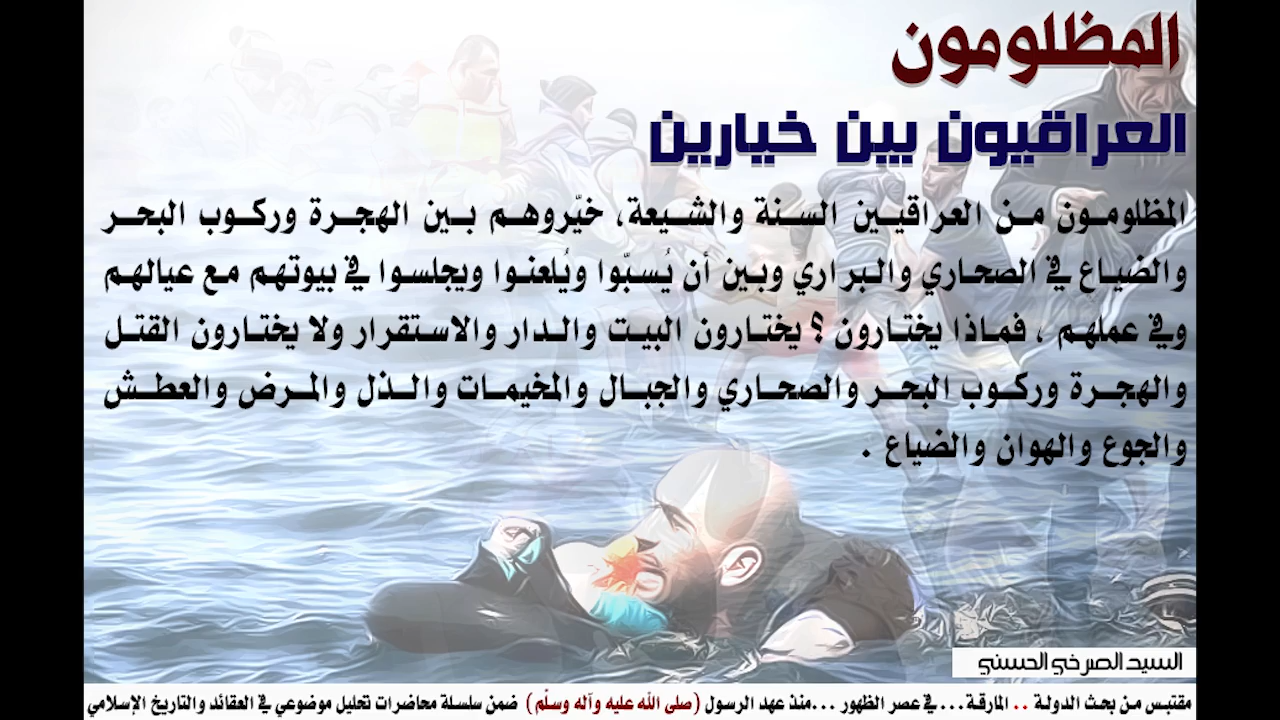 المظلومون
العراقيون بين خيارين
المظلومون من العراقيين السنة والشيعة، خيّروهم بين الهجرة وركوب البحر
والضياع في الصحاري والبراري وبين أن يُسبّوا ويُلعنوا ويجلسوا في بيوتهم مع عيالهم
وفي عملهم ، فماذا يختارون ؟ يختارون البيت والدار والاستقرار ولا يختارون القتل
والهجرة وركوب البحر والصحاري والجبال والمخيمات والذل والمرض والعطش
والجوع والهوان والضياع .
السيد الصرخي الحسني
مقتبس من بحث الدولة .. المارقة...في عصر الظهور ...منذ عهد الرسول (صلى الله عليه وآله وسلّم) ضمن سلسلة محاضرات تحليل موضوعي في العقائد والتاريخ الإسلامي